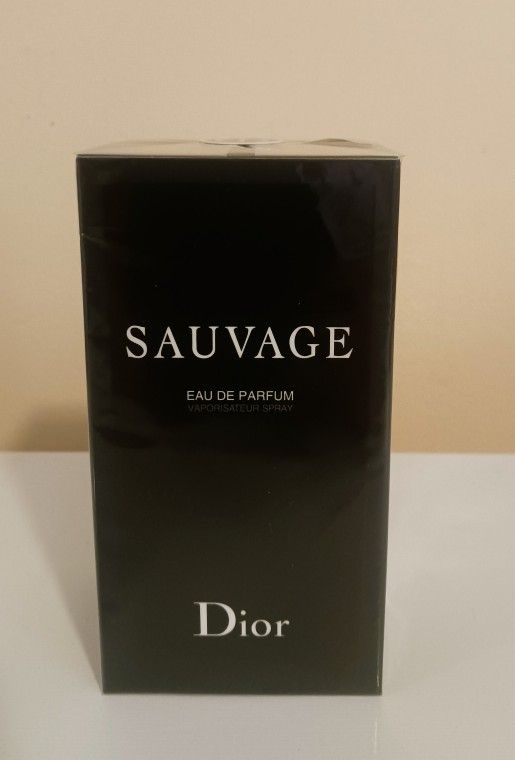 SAUVAGE
EAU DE PARFUM
VAPORISATEUR SPRAY
Dior